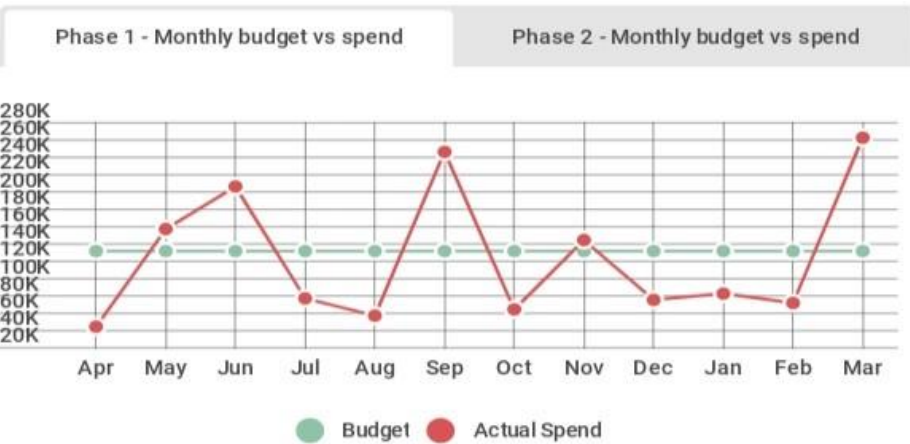 Phase 1 - Monthly budget vs spend
Phase 2 - Monthly budget vs spend
280K
260K
240K
220K
200K
180K
160K
140K
120K
100K
80K
60K
40K
20K
Apr May Jun Jul Aug Sep Oct Nov Dec Jan Feb Mar
Budget Actual Spend